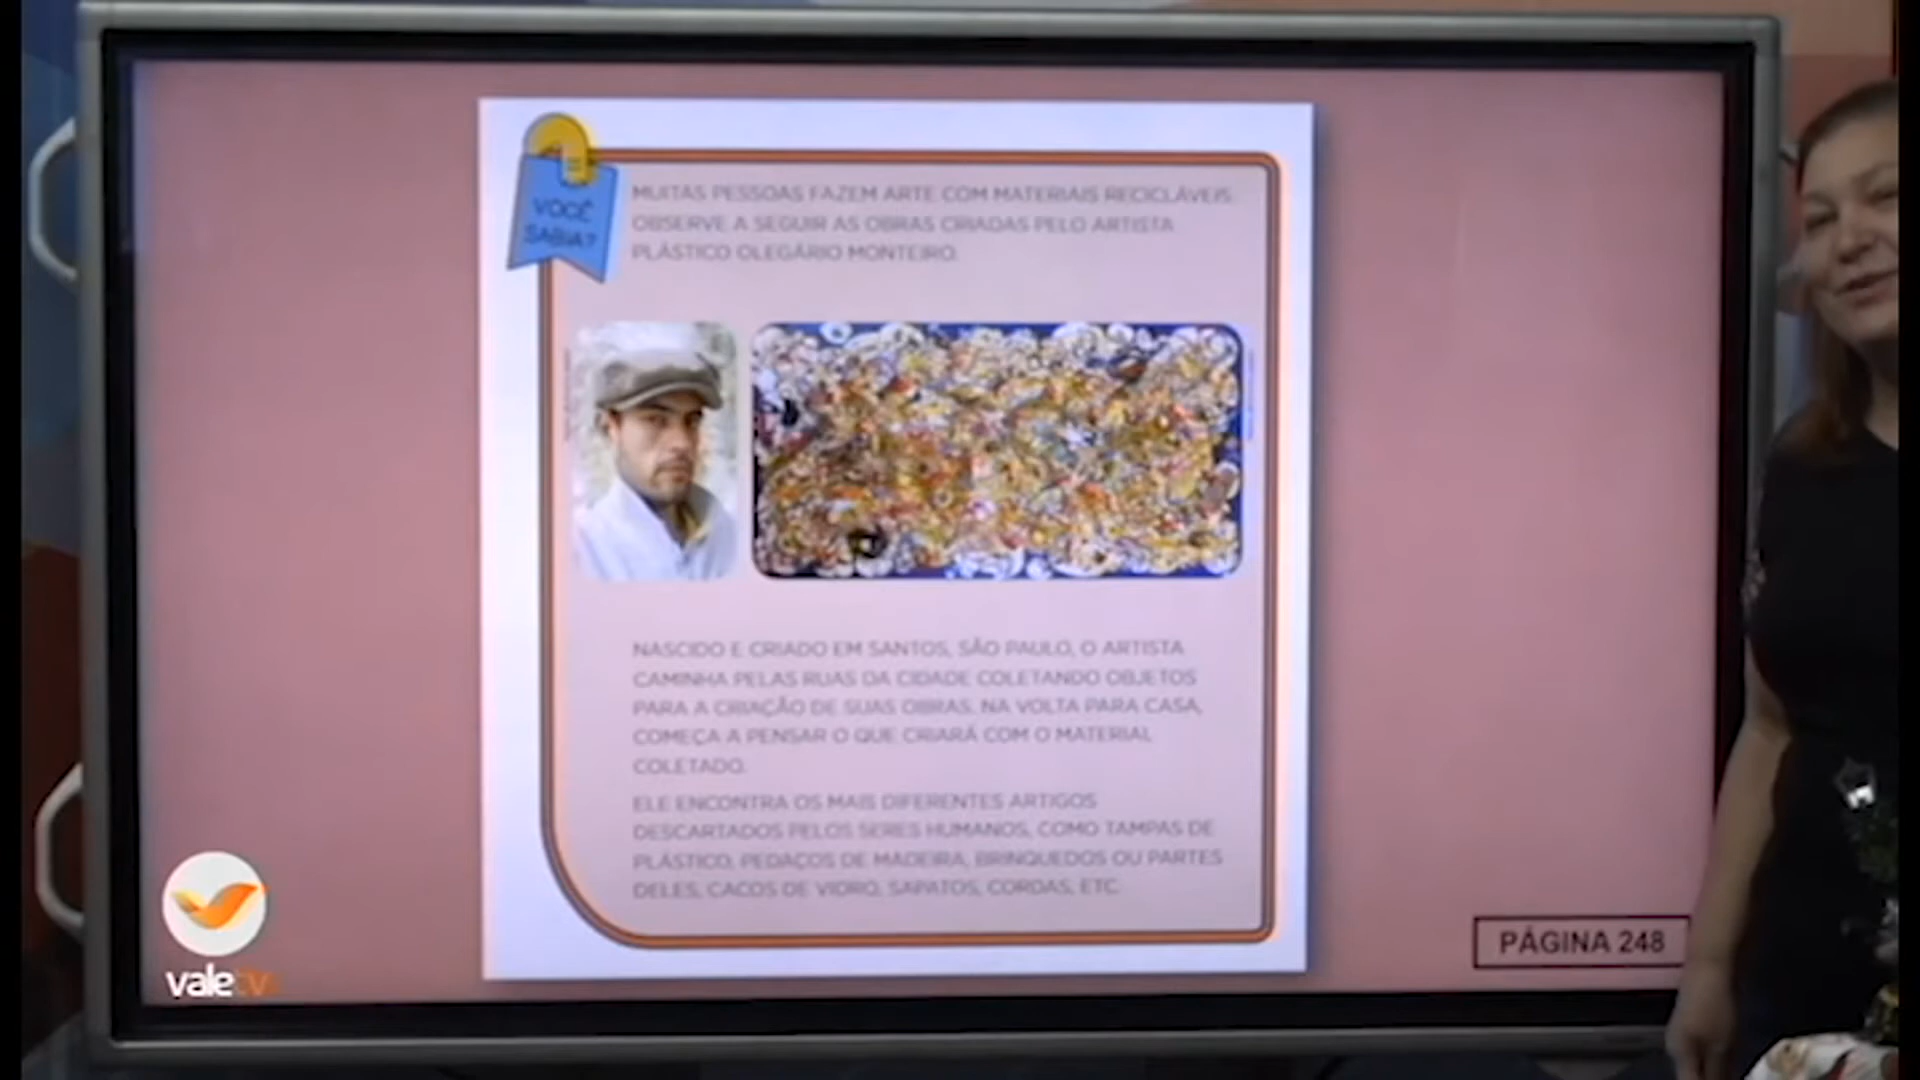 VOCÊ
SABIA?
MUITAS PESSOAS FAZEM ARTE COM MATERIAIS RECICLÁVEIS.
OBSERVE A SEGUIR AS OBRAS CRIADAS PELO ARTISTA
PLÁSTICO OLEGÁRIO MONTEIRO.
NASCIDO E CRIADO EM SANTOS, SÃO PAULO, O ARTISTA
CAMINHA PELAS RUAS DA CIDADE COLETANDO OBJETOS
PARA A CRIAÇÃO DE SUAS OBRAS. NA VOLTA PARA CASA,
COMEÇA A PENSAR O QUE CRIARÁ COM O MATERIAL
COLETADO.
ELE ENCONTRA OS MAIS DIFERENTES ARTIGOS
DESCARTADOS PELOS SERES HUMANOS, COMO TAMPAS DE
PLÁSTICO, PEDAÇOS DE MADEIRA, BRINQUEDOS OU PARTES
DELES, CACOS DE VIDRO, SAPATOS, CORDAS, ETC.
PÁGINA 248
valetv